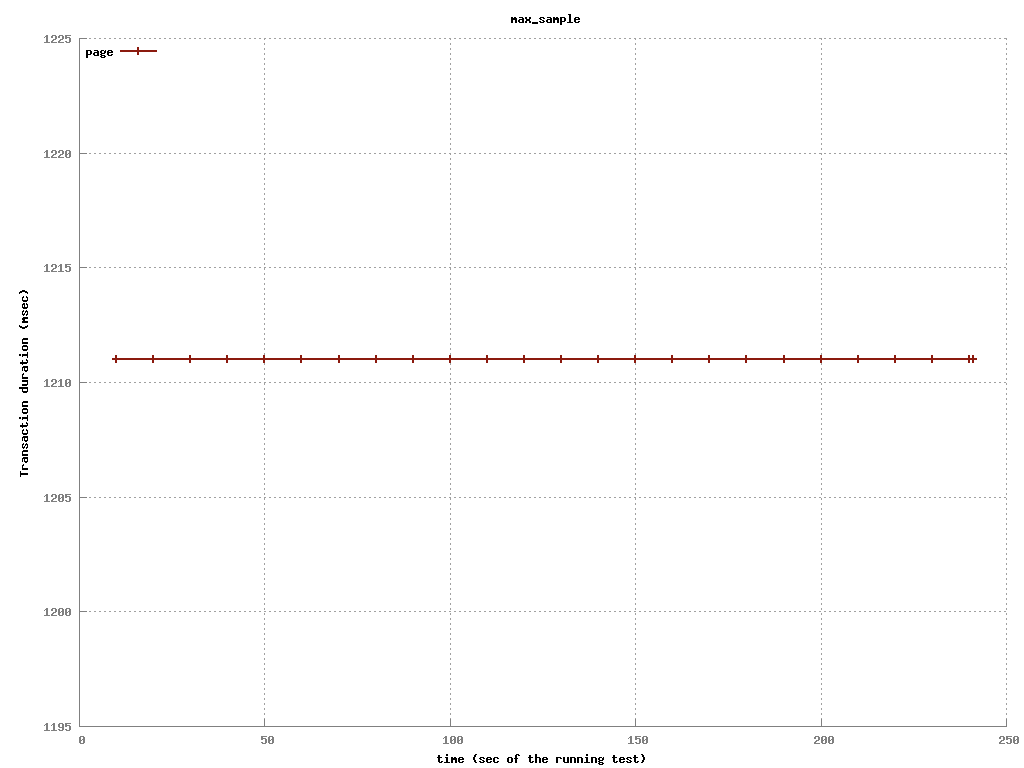 max_sample
1225
page
1220
1215
1210
1205
1200
1195
Transaction duration (msec)
0 50 100 150 200 250
time (sec of the running test)